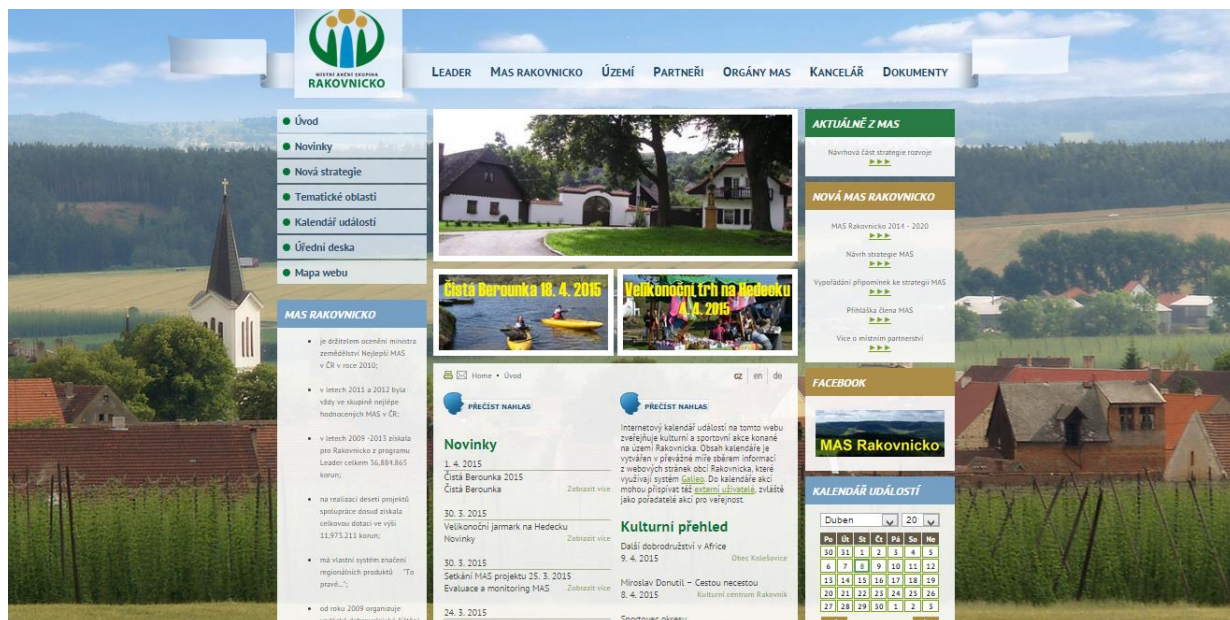 MÍSTNÍ AKČNÍ SKUPINA
RAKOVNICKO
LEADER
MAS RAKOVNICKO
ÚZEMÍ
PARTNEŘI
ORGÁNY MAS
KANCELÁŘ
DOKUMENTY
Úvod
Novinky
Nová strategie
Tematické oblasti
Kalendář událostí
Úřední deska
Mapa webu
MAS RAKOVNICKO
je držitelem ocenění ministra
zemědělství Nejlepší MAS
v ČR v roce 2010;
v letech 2011 a 2012 byla
vždy ve skupině nejlépe
hodnocených MAS v ČR;
v letech 2009 -2013 získala
pro Rakovnicko z programu
Leader celkem 36,884.865
korun;
na realizaci deseti projektů
spolupráce dosud získala
celkovou dotaci ve výši
11,973.211 korun;
má vlastní systém značení
regionálních produktů "To
pravé...";
od roku 2009 organizuje
Čistá Berounka 18. 4. 2015
Velikonoční trh na Hedecku
4. 4. 2015
Home • Úvod
cz en de
PŘEČÍST NAHLAS
Novinky
1. 4. 2015
Čistá Berounka 2015
Čistá Berounka Zobrazit více
30. 3. 2015
Velikonoční jarmark na Hedecku
Novinky Zobrazit více
30. 3. 2015
Setkání MAS projektu 25. 3. 2015
Evaluace a monitoring MAS Zobrazit více
24. 3. 2015
PŘEČÍST NAHLAS
Internetový kalendář událostí na tomto webu
zveřejňuje kulturní a sportovní akce konané
na území Rakovnicka. Obsah kalendáře je
vytvářen v převážné míře sběrem informací
z webových stránek obcí Rakovnicka, které
využívají systém Galileo. Do kalendáře akcí
mohou přispívat též externí uživatelé, zvláště
jako pořadatelé akcí pro veřejnost.
Kulturní přehled
Další dobrodružství v Africe
9. 4. 2015 Obec Kolešovice
Miroslav Donutil – Cestou necestou
8. 4. 2015 Kulturní centrum Rakovník
Sportovec okresu
AKTUÁLNĚ Z MAS
Návrhová část strategie rozvoje
►►►
NOVÁ MAS RAKOVNICKO
MAS Rakovnicko 2014 - 2020
►►►
Návrh strategie MAS
►►►
Vypořádání připomínek ke strategii MAS
►►►
Přihláška člena MAS
►►►
Více o místním partnerství
►►►
FACEBOOK
MAS Rakovnicko
KALENDÁŘ UDÁLOSTÍ
Duben 20
Po Út St Čt Pá So Ne
30 31 1 2 3 4 5
6 7 8 9 10 11 12
13 14 15 16 17 18 19
20 21 22 23 24 25 26
27 28 29 30 1 2 3